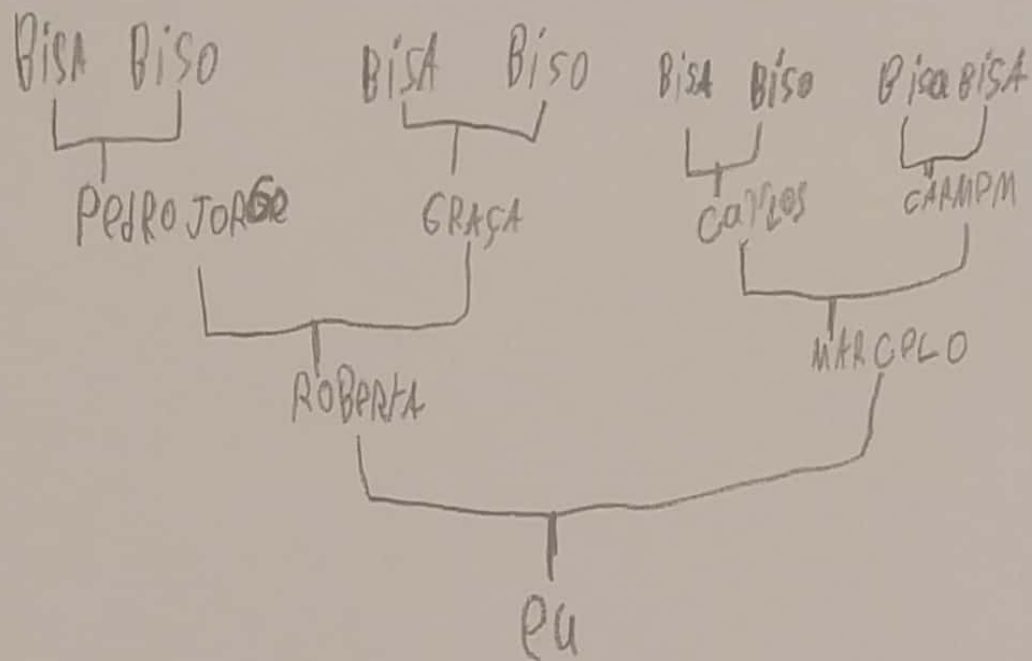 BiSA BiSO BiSA BiSO BiSA BiSO Bisa BiSA
PedRO JORGe GRAÇA CaRLOS CARMeM
ROBeRtA MARCeLO
eu